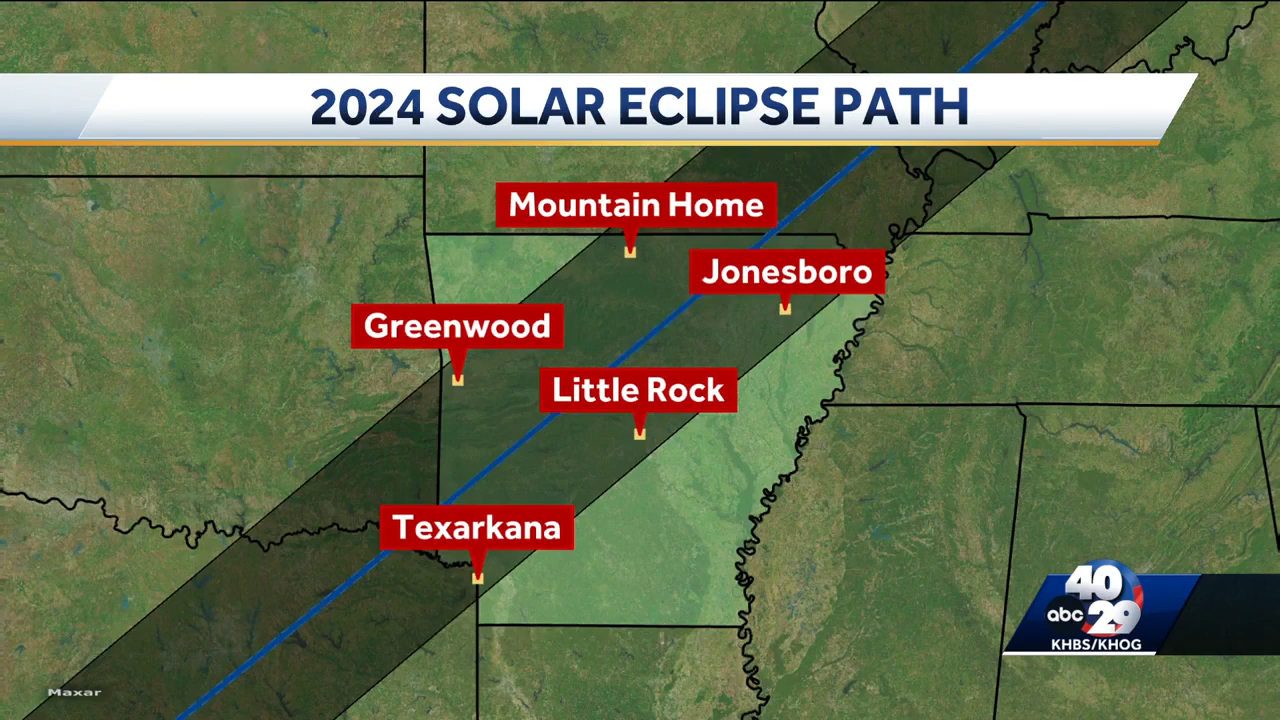 2024 SOLAR ECLIPSE PATH
Mountain Home
Jonesboro
Greenwood
Little Rock
Texarkana
40
abc 29
KHBS/KHOG
Maxar